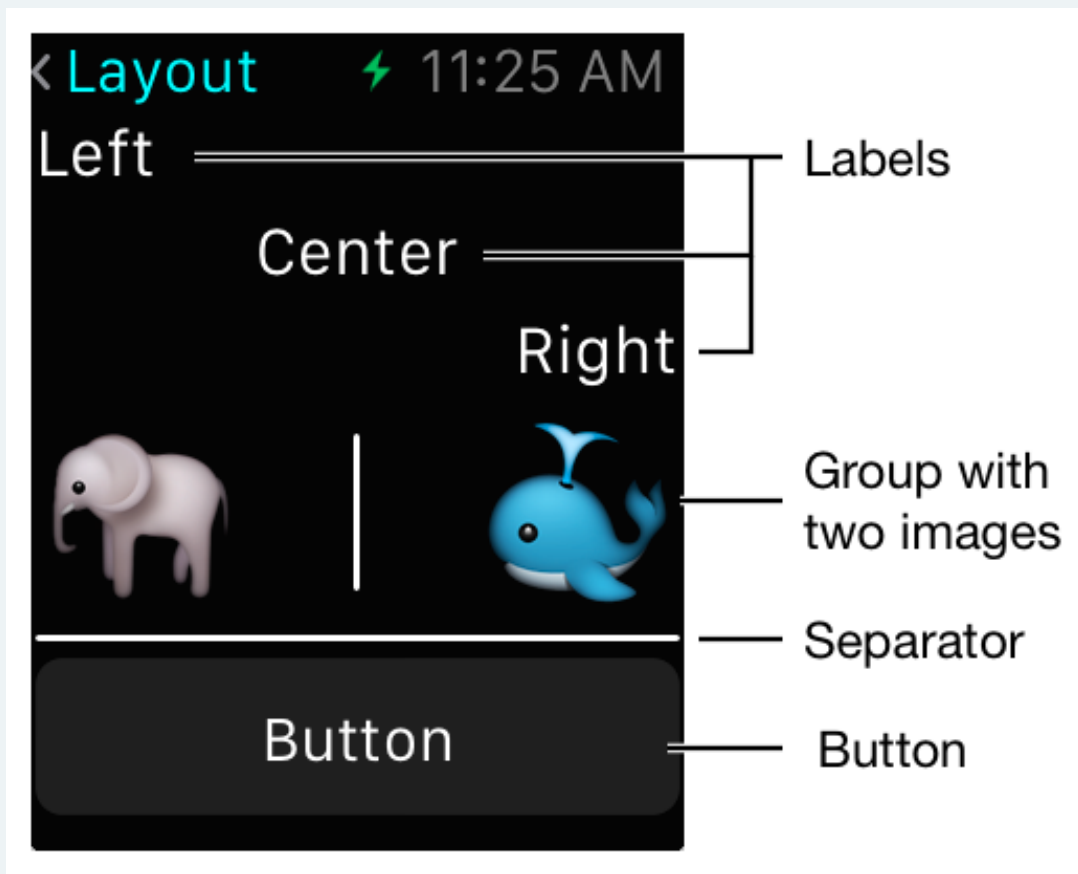 < Layout 11:25 AM
Left
Labels
Center
Right
Group with
two images
Separator
Button
Button